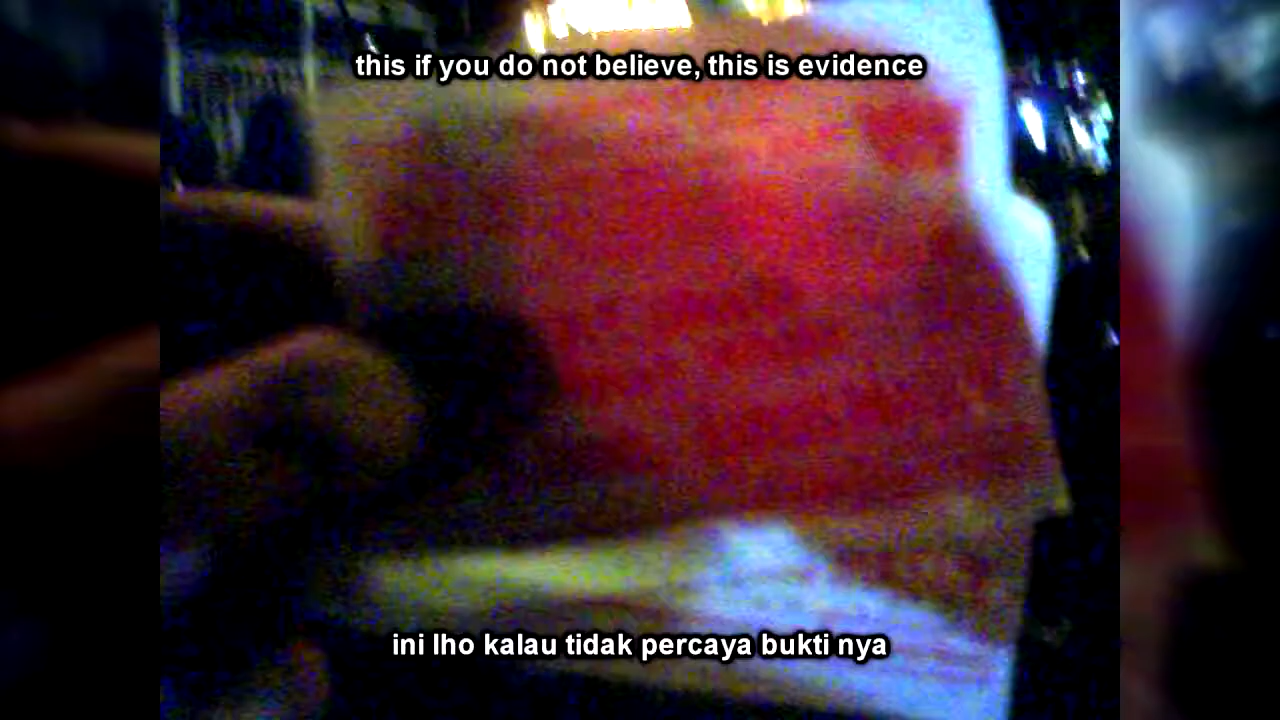 this if you do not believe, this is evidence
ini lho kalau tidak percaya bukti nya